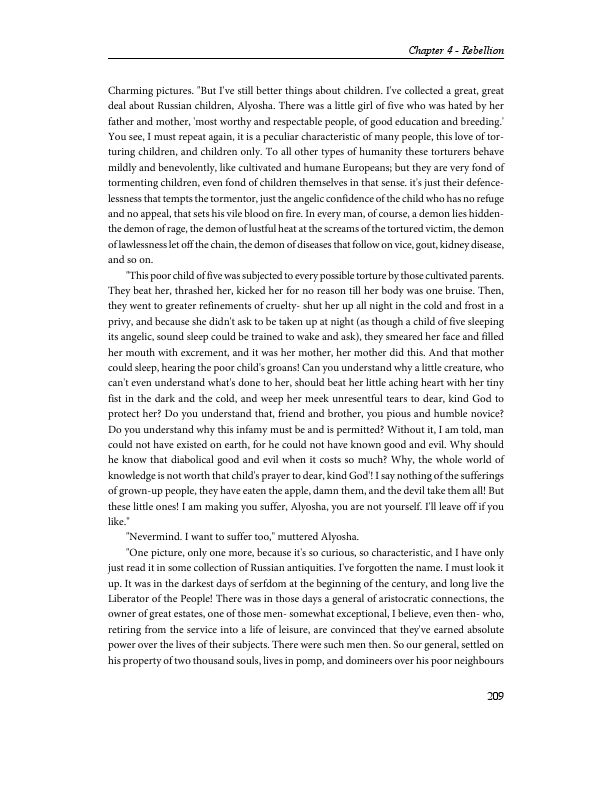 Chapter 4 - Rebellion
Charming pictures. "But I've still better things about children. I've collected a great, great
deal about Russian children, Alyosha. There was a little girl of five who was hated by her
father and mother, 'most worthy and respectable people, of good education and breeding.'
You see, I must repeat again, it is a peculiar characteristic of many people, this love of tor-
turing children, and children only. To all other types of humanity these torturers behave
mildly and benevolently, like cultivated and humane Europeans; but they are very fond of
tormenting children, even fond of children themselves in that sense. it's just their defence-
lessness that tempts the tormentor, just the angelic confidence of the child who has no refuge
and no appeal, that sets his vile blood on fire. In every man, of course, a demon lies hidden-
the demon of rage, the demon of lustful heat at the screams of the tortured victim, the demon
of lawlessness let off the chain, the demon of diseases that follow on vice, gout, kidney disease,
and so on.
"This poor child of five was subjected to every possible torture by those cultivated parents.
They beat her, thrashed her, kicked her for no reason till her body was one bruise. Then,
they went to greater refinements of cruelty- shut her up all night in the cold and frost in a
privy, and because she didn't ask to be taken up at night (as though a child of five sleeping
its angelic, sound sleep could be trained to wake and ask), they smeared her face and filled
her mouth with excrement, and it was her mother, her mother did this. And that mother
could sleep, hearing the poor child's groans! Can you understand why a little creature, who
can't even understand what's done to her, should beat her little aching heart with her tiny
fist in the dark and the cold, and weep her meek unresentful tears to dear, kind God to
protect her? Do you understand that, friend and brother, you pious and humble novice?
Do you understand why this infamy must be and is permitted? Without it, I am told, man
could not have existed on earth, for he could not have known good and evil. Why should
he know that diabolical good and evil when it costs so much? Why, the whole world of
knowledge is not worth that child's prayer to dear, kind God'! I say nothing of the sufferings
of grown-up people, they have eaten the apple, damn them, and the devil take them all! But
these little ones! I am making you suffer, Alyosha, you are not yourself. I'll leave off if you
like."
"Nevermind. I want to suffer too," muttered Alyosha.
"One picture, only one more, because it's so curious, so characteristic, and I have only
just read it in some collection of Russian antiquities. I've forgotten the name. I must look it
up. It was in the darkest days of serfdom at the beginning of the century, and long live the
Liberator of the People! There was in those days a general of aristocratic connections, the
owner of great estates, one of those men- somewhat exceptional, I believe, even then- who,
retiring from the service into a life of leisure, are convinced that they've earned absolute
power over the lives of their subjects. There were such men then. So our general, settled on
his property of two thousand souls, lives in pomp, and domineers over his poor neighbours
209